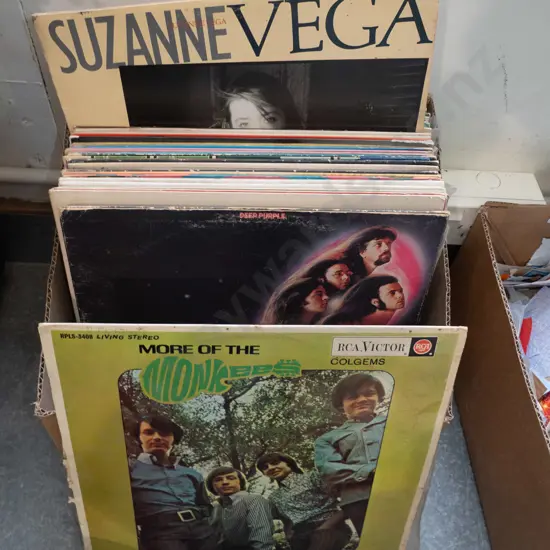 SUZANNE VEGA
DEEP PURPLE
RPLS-3408 LIVING STEREO
RCA VICTOR
RCA
MORE OF THE
COLGEMS
MONKEES